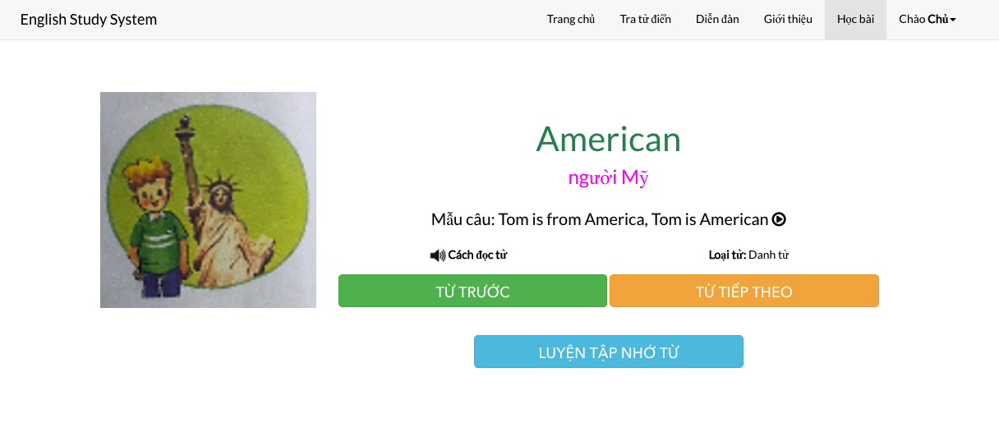 English Study System
Trang chủ Tra từ điển Diễn đàn Giới thiệu Học bài Chào Chủ
American
người Mỹ
Mẫu câu: Tom is from America, Tom is American
Cách đọc từ Loại từ: Danh từ
TỪ TRƯỚC TỪ TIẾP THEO
LUYỆN TẬP NHỚ TỪ